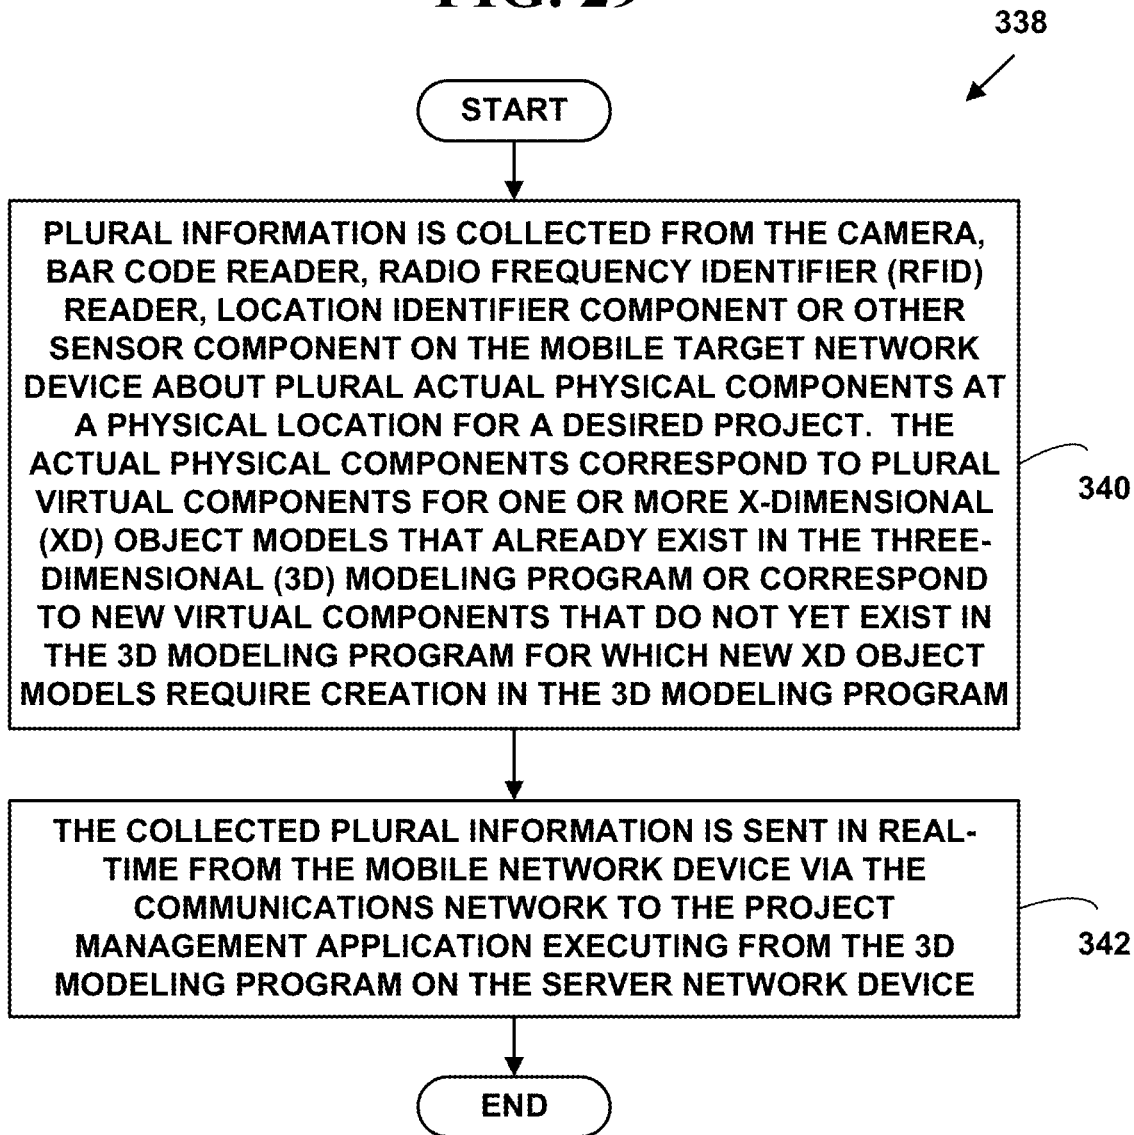 FIG. 29
338
START
PLURAL INFORMATION IS COLLECTED FROM THE CAMERA,
BAR CODE READER, RADIO FREQUENCY IDENTIFIER (RFID)
READER, LOCATION IDENTIFIER COMPONENT OR OTHER
SENSOR COMPONENT ON THE MOBILE TARGET NETWORK
DEVICE ABOUT PLURAL ACTUAL PHYSICAL COMPONENTS AT
A PHYSICAL LOCATION FOR A DESIRED PROJECT. THE
ACTUAL PHYSICAL COMPONENTS CORRESPOND TO PLURAL
VIRTUAL COMPONENTS FOR ONE OR MORE X-DIMENSIONAL
(XD) OBJECT MODELS THAT ALREADY EXIST IN THE THREE-
DIMENSIONAL (3D) MODELING PROGRAM OR CORRESPOND
TO NEW VIRTUAL COMPONENTS THAT DO NOT YET EXIST IN
THE 3D MODELING PROGRAM FOR WHICH NEW XD OBJECT
MODELS REQUIRE CREATION IN THE 3D MODELING PROGRAM
340
THE COLLECTED PLURAL INFORMATION IS SENT IN REAL-
TIME FROM THE MOBILE NETWORK DEVICE VIA THE
COMMUNICATIONS NETWORK TO THE PROJECT
MANAGEMENT APPLICATION EXECUTING FROM THE 3D
MODELING PROGRAM ON THE SERVER NETWORK DEVICE
342
END